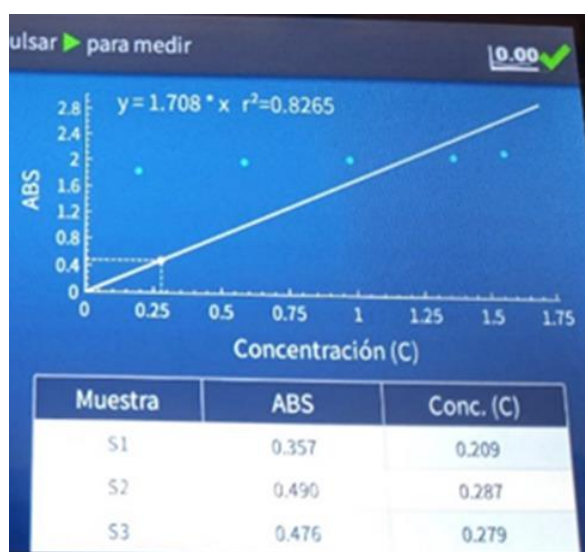 ulsar para medir
0.00
y = 1.708 * x r²=0.8265
2.8
2.4
2
1.6
1.2
0.8
0.4
0
ABS
0 0.25 0.5 0.75 1 1.25 1.5 1.75
Concentración (C)
Muestra ABS Conc. (C)
S1 0.357 0.209
S2 0.490 0.287
S3 0.476 0.279